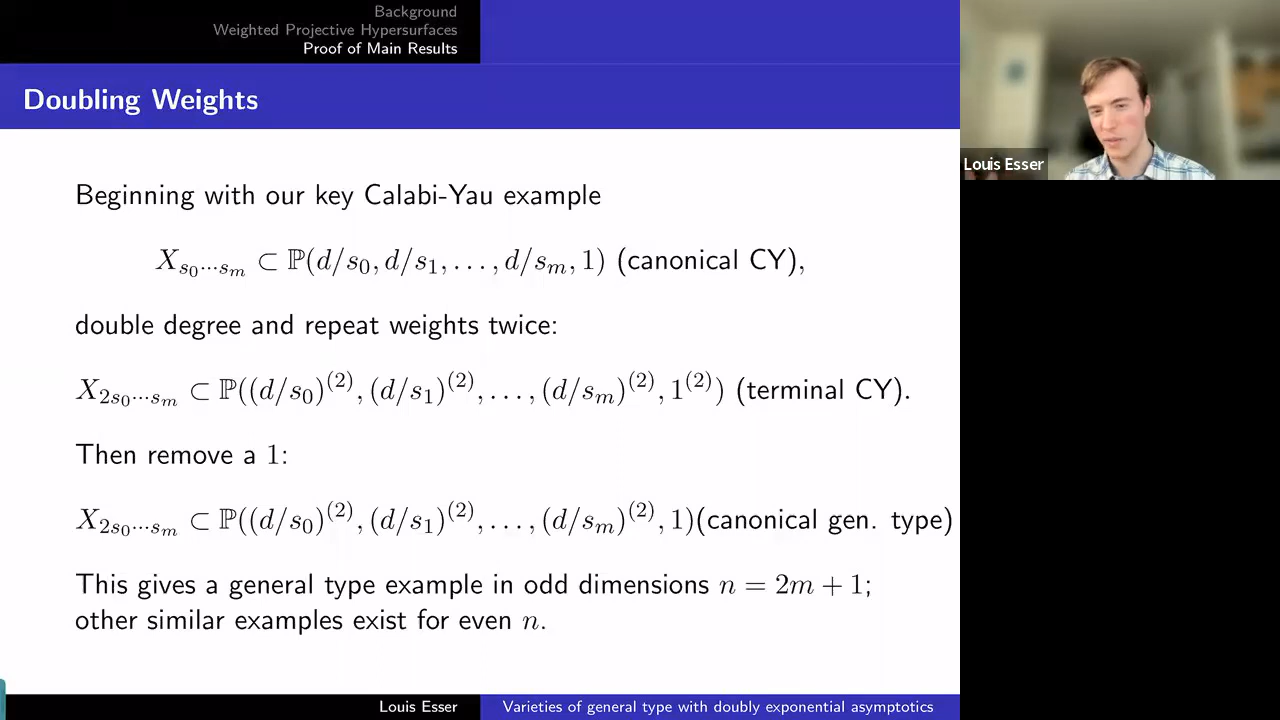 Background
Weighted Projective Hypersurfaces
Proof of Main Results
Doubling Weights
Beginning with our key Calabi-Yau example
$X_{s_0 \cdots s_m} \subset \mathbb{P}(d/s_0, d/s_1, \ldots, d/s_m, 1)$ (canonical CY),
double degree and repeat weights twice:
$X_{2s_0 \cdots s_m} \subset \mathbb{P}((d/s_0)^{(2)}, (d/s_1)^{(2)}, \ldots, (d/s_m)^{(2)}, 1^{(2)})$ (terminal CY).
Then remove a 1:
$X_{2s_0 \cdots s_m} \subset \mathbb{P}((d/s_0)^{(2)}, (d/s_1)^{(2)}, \ldots, (d/s_m)^{(2)}, 1)$(canonical gen. type)
This gives a general type example in odd dimensions $n = 2m + 1$;
other similar examples exist for even $n$.
Louis Esser
Varieties of general type with doubly exponential asymptotics
Louis Esser